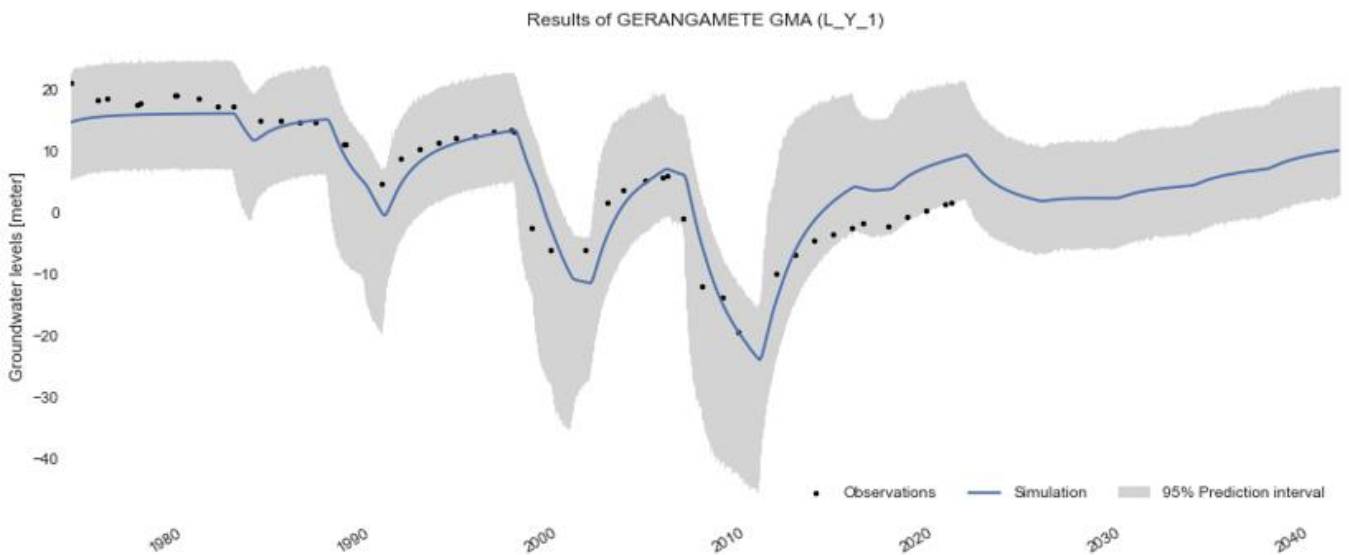 Results of GERANGAMETE GMA (L_Y_1)
Groundwater levels [meter]
20
10
0
−10
−20
−30
−40
Observations
Simulation
95% Prediction interval
1980
1990
2000
2010
2020
2030
2040